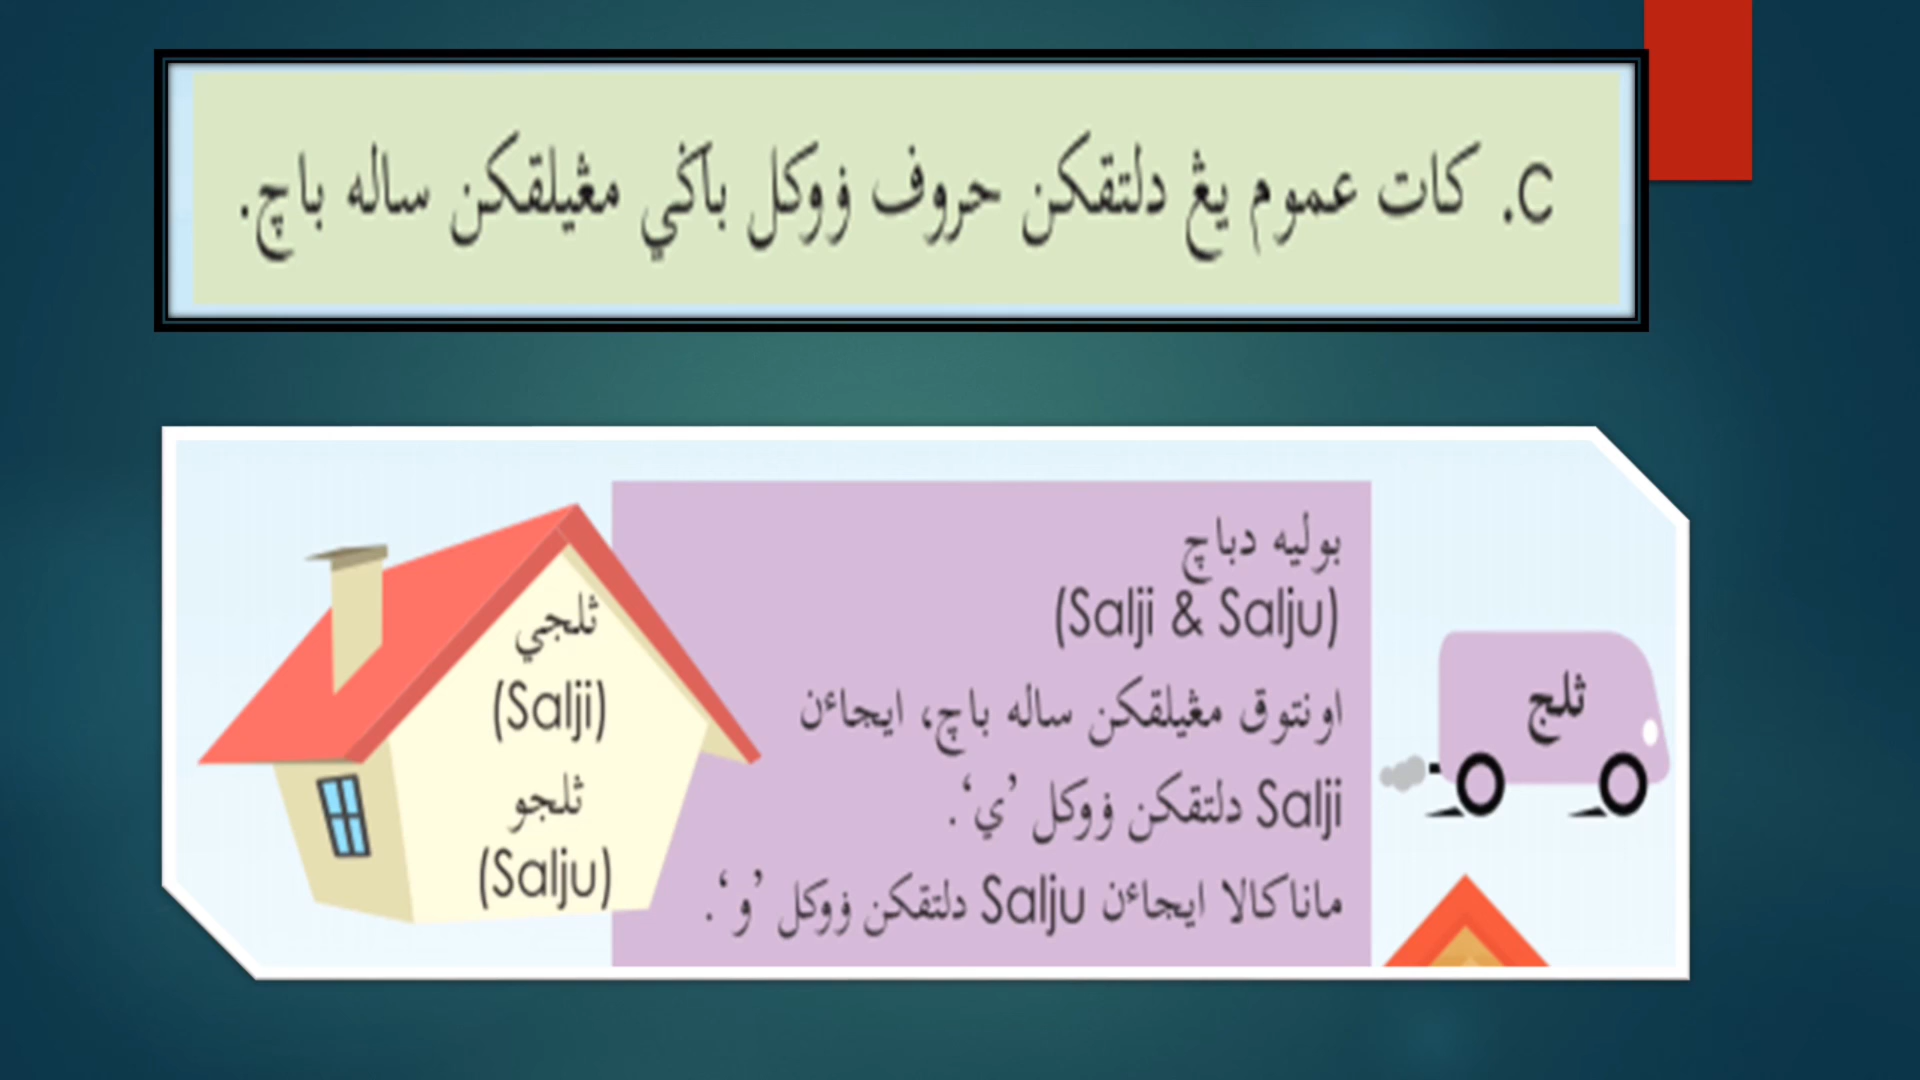 C. كات عموم يڠ دلتقكن حروف ۏوكل باݢي مڠيلقكن ساله باچ.
بوليه دباچ
(Salji & Salju)
اونتوق مڠيلقكن ساله باچ، ايجاءن
Salji دلتقكن ۏوكل ’ي‘.
ماناكالا ايجاءن Salju دلتقكن ۏوكل ’و‘.
ثلج
ثلجي
(Salji)
ثلجو
(Salju)